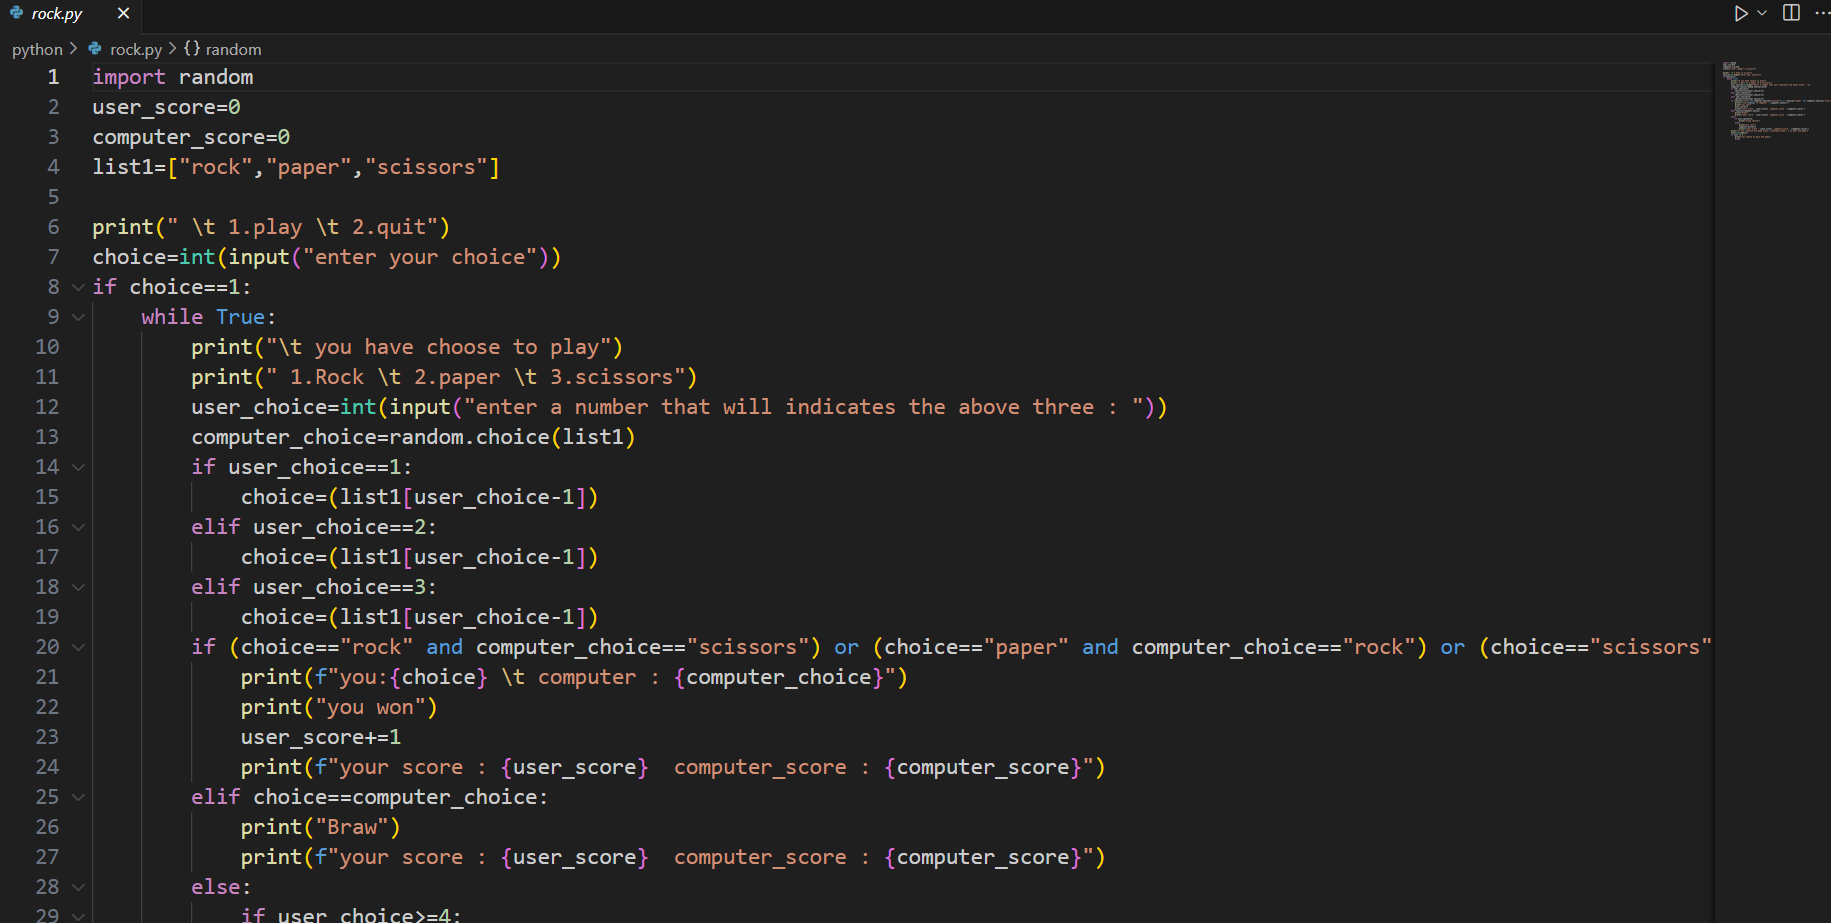 rock.py
python > rock.py > {} random
1 import random
2 user_score=0
3 computer_score=0
4 list1=["rock","paper","scissors"]
5
6 print(" \t 1.play \t 2.quit")
7 choice=int(input("enter your choice"))
8 if choice==1:
9     while True:
10         print("\t you have choose to play")
11         print(" 1.Rock \t 2.paper \t 3.scissors")
12         user_choice=int(input("enter a number that will indicates the above three : "))
13         computer_choice=random.choice(list1)
14         if user_choice==1:
15             choice=(list1[user_choice-1])
16         elif user_choice==2:
17             choice=(list1[user_choice-1])
18         elif user_choice==3:
19             choice=(list1[user_choice-1])
20         if (choice=="rock" and computer_choice=="scissors") or (choice=="paper" and computer_choice=="rock") or (choice=="scissors"
21             print(f"you:{choice} \t computer : {computer_choice}")
22             print("you won")
23             user_score+=1
24             print(f"your score : {user_score}  computer_score : {computer_score}")
25         elif choice==computer_choice:
26             print("Braw")
27             print(f"your score : {user_score}  computer_score : {computer_score}")
28         else:
29             if user_choice>=4: